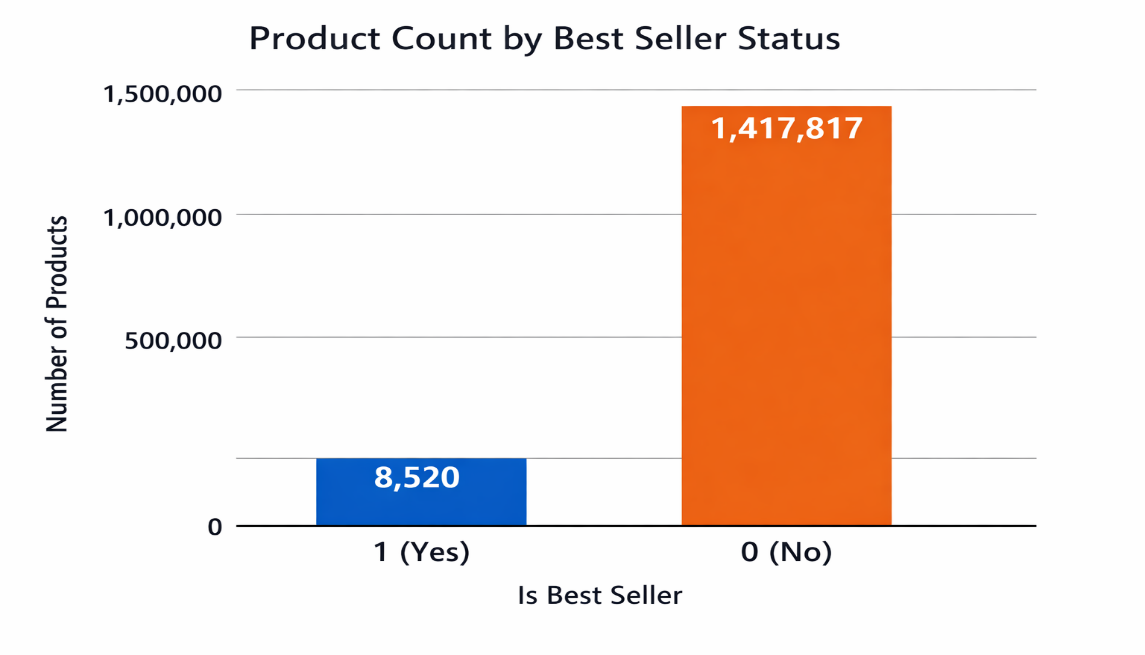 Product Count by Best Seller Status
1,500,000
1,417,817
1,000,000
Number of Products
500,000
8,520
0
1 (Yes)
0 (No)
Is Best Seller